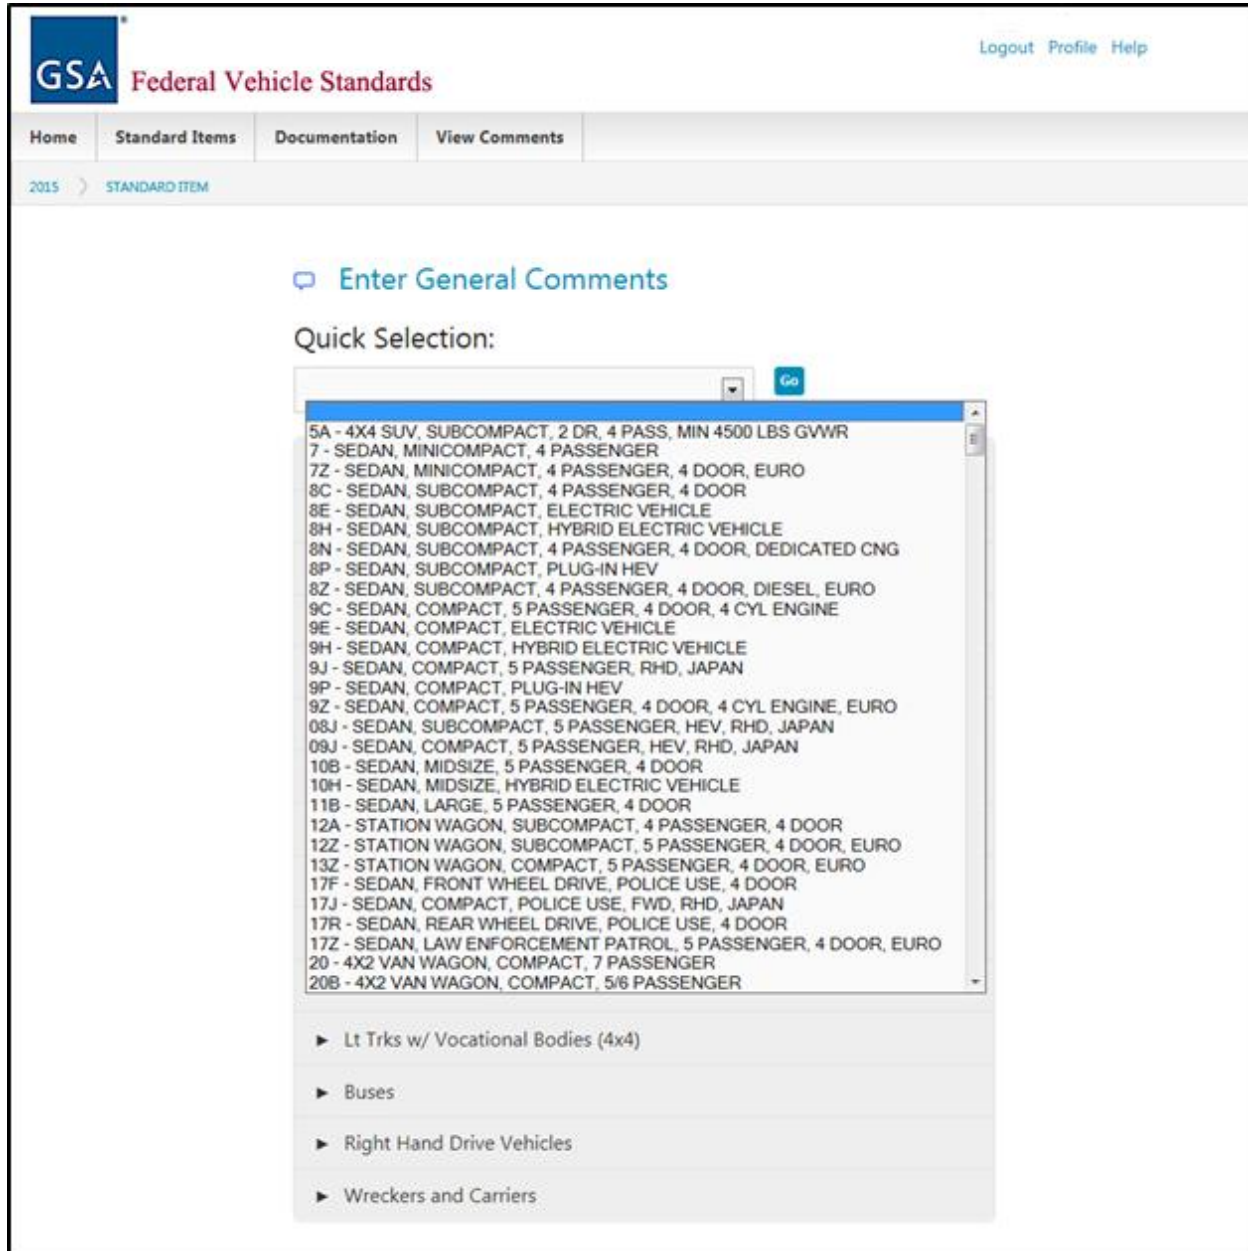 Logout Profile Help
GSA Federal Vehicle Standards
Home Standard Items Documentation View Comments
2015 STANDARD ITEM
Enter General Comments
Quick Selection:
Go
5A - 4X4 SUV, SUBCOMPACT, 2 DR, 4 PASS, MIN 4500 LBS GVWR
7 - SEDAN, MINICOMPACT, 4 PASSENGER
7Z - SEDAN, MINICOMPACT, 4 PASSENGER, 4 DOOR, EURO
8C - SEDAN, SUBCOMPACT, 4 PASSENGER, 4 DOOR
8E - SEDAN, SUBCOMPACT, ELECTRIC VEHICLE
8H - SEDAN, SUBCOMPACT, HYBRID ELECTRIC VEHICLE
8N - SEDAN, SUBCOMPACT, 4 PASSENGER, 4 DOOR, DEDICATED CNG
8P - SEDAN, SUBCOMPACT, PLUG-IN HEV
8Z - SEDAN, SUBCOMPACT, 4 PASSENGER, 4 DOOR, DIESEL, EURO
9C - SEDAN, COMPACT, 5 PASSENGER, 4 DOOR, 4 CYL ENGINE
9E - SEDAN, COMPACT, ELECTRIC VEHICLE
9H - SEDAN, COMPACT, HYBRID ELECTRIC VEHICLE
9J - SEDAN, COMPACT, 5 PASSENGER, RHD, JAPAN
9P - SEDAN, COMPACT, PLUG-IN HEV
9Z - SEDAN, COMPACT, 5 PASSENGER, 4 DOOR, 4 CYL ENGINE, EURO
08J - SEDAN, SUBCOMPACT, 5 PASSENGER, HEV, RHD, JAPAN
09J - SEDAN, COMPACT, 5 PASSENGER, HEV, RHD, JAPAN
10B - SEDAN, MIDSIZE, 5 PASSENGER, 4 DOOR
10H - SEDAN, MIDSIZE, HYBRID ELECTRIC VEHICLE
11B - SEDAN, LARGE, 5 PASSENGER, 4 DOOR
12A - STATION WAGON, SUBCOMPACT, 4 PASSENGER, 4 DOOR
12Z - STATION WAGON, SUBCOMPACT, 5 PASSENGER, 4 DOOR, EURO
13Z - STATION WAGON, COMPACT, 5 PASSENGER, 4 DOOR, EURO
17F - SEDAN, FRONT WHEEL DRIVE, POLICE USE, 4 DOOR
17J - SEDAN, COMPACT, POLICE USE, FWD, RHD, JAPAN
17R - SEDAN, REAR WHEEL DRIVE, POLICE USE, 4 DOOR
17Z - SEDAN, LAW ENFORCEMENT PATROL, 5 PASSENGER, 4 DOOR, EURO
20 - 4X2 VAN WAGON, COMPACT, 7 PASSENGER
20B - 4X2 VAN WAGON, COMPACT, 5/6 PASSENGER
Lt Trks w/ Vocational Bodies (4x4)
Buses
Right Hand Drive Vehicles
Wreckers and Carriers